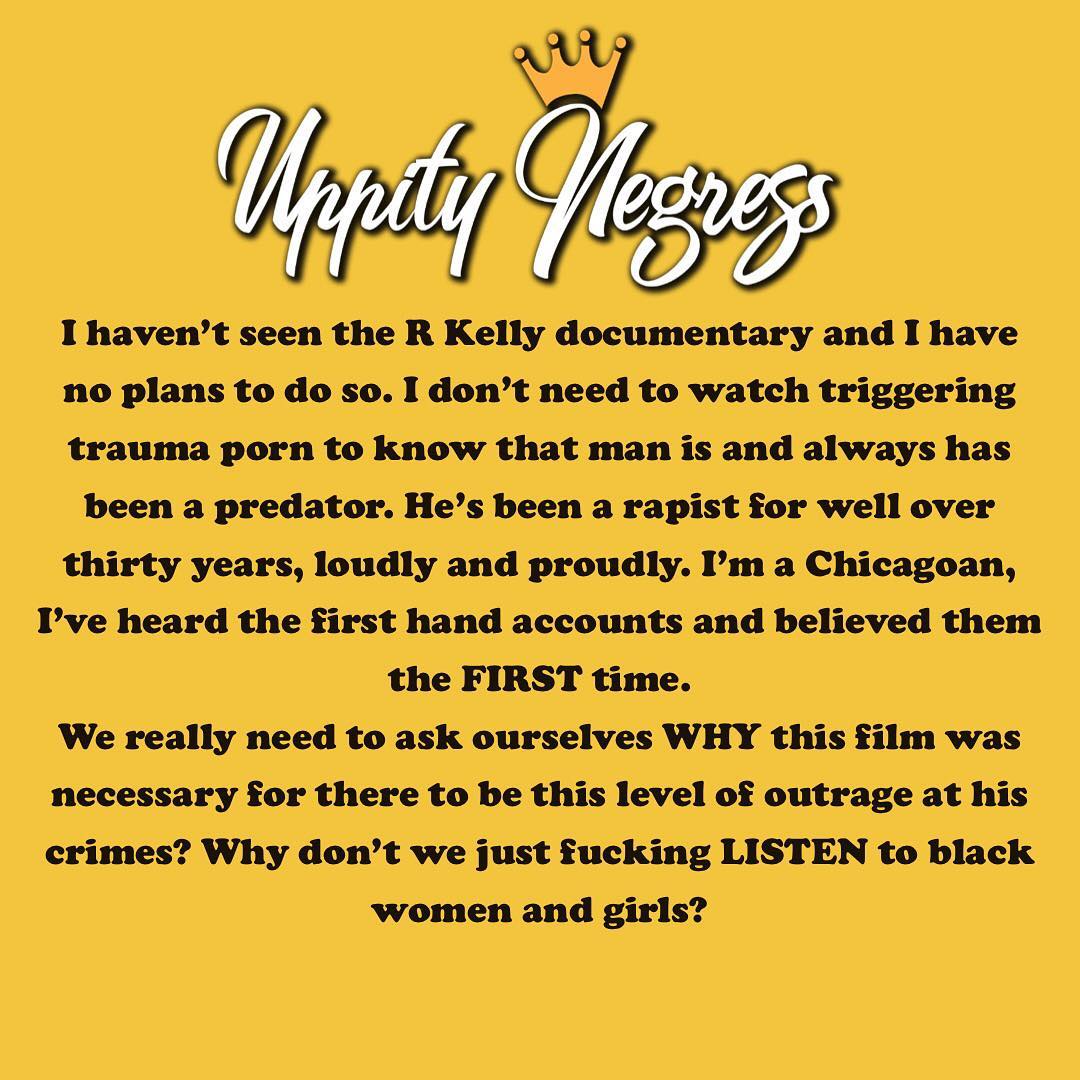 Uppity Negress
I haven’t seen the R Kelly documentary and I have
no plans to do so. I don’t need to watch triggering
trauma porn to know that man is and always has
been a predator. He’s been a rapist for well over
thirty years, loudly and proudly. I’m a Chicagoan,
I’ve heard the first hand accounts and believed them
the FIRST time.
We really need to ask ourselves WHY this film was
necessary for there to be this level of outrage at his
crimes? Why don’t we just fucking LISTEN to black
women and girls?